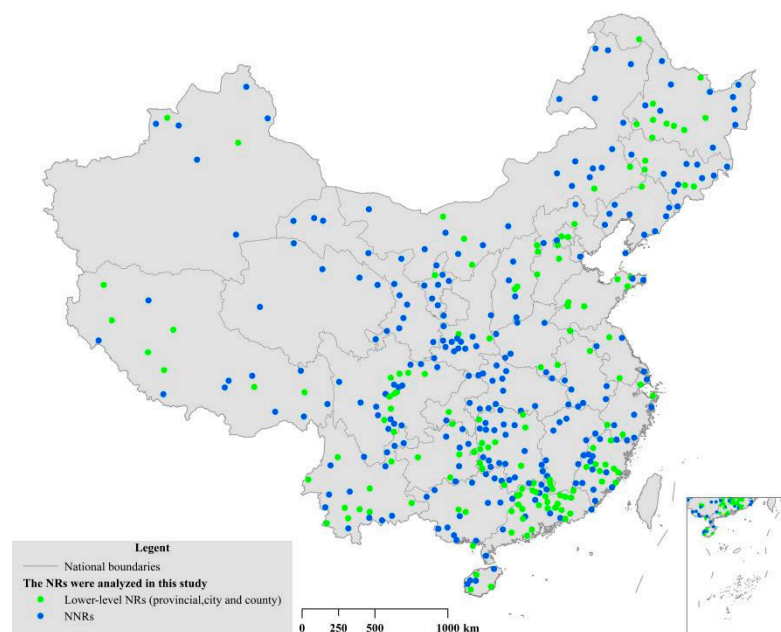 Legent
National boundaries
The NRs were analyzed in this study
Lower-level NRs (provincial,city and county)
NNRs
0 250 500 1000 km